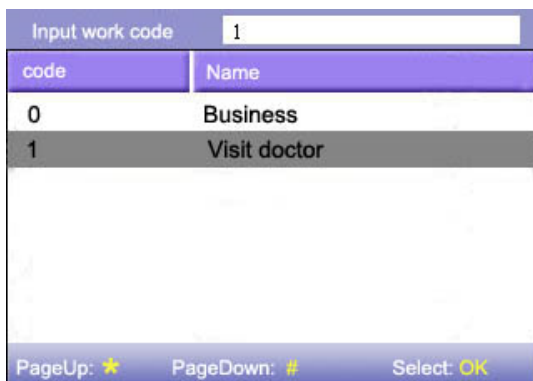 Input work code 1
code Name
0 Business
1 Visit doctor
PageUp: * PageDown: # Select: OK